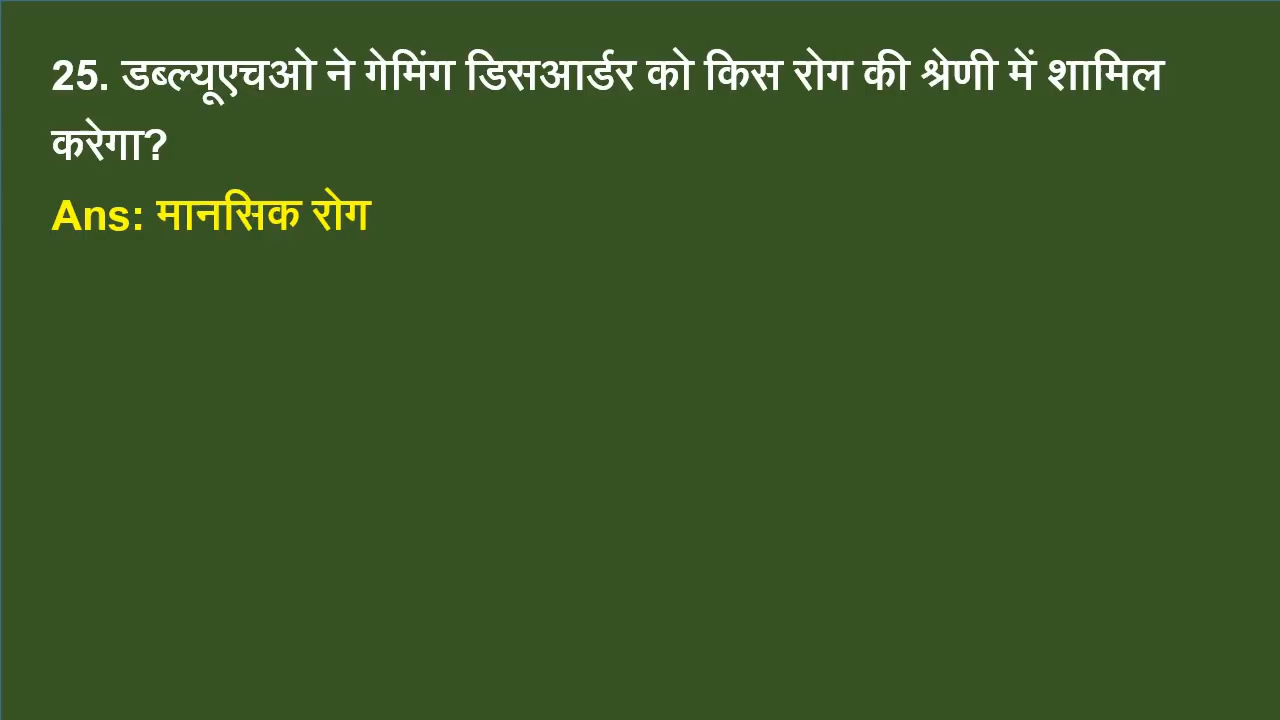 25. डब्ल्यूएचओ ने गेमिंग डिसआर्डर को किस रोग की श्रेणी में शामिल
करेगा?
Ans: मानसिक रोग